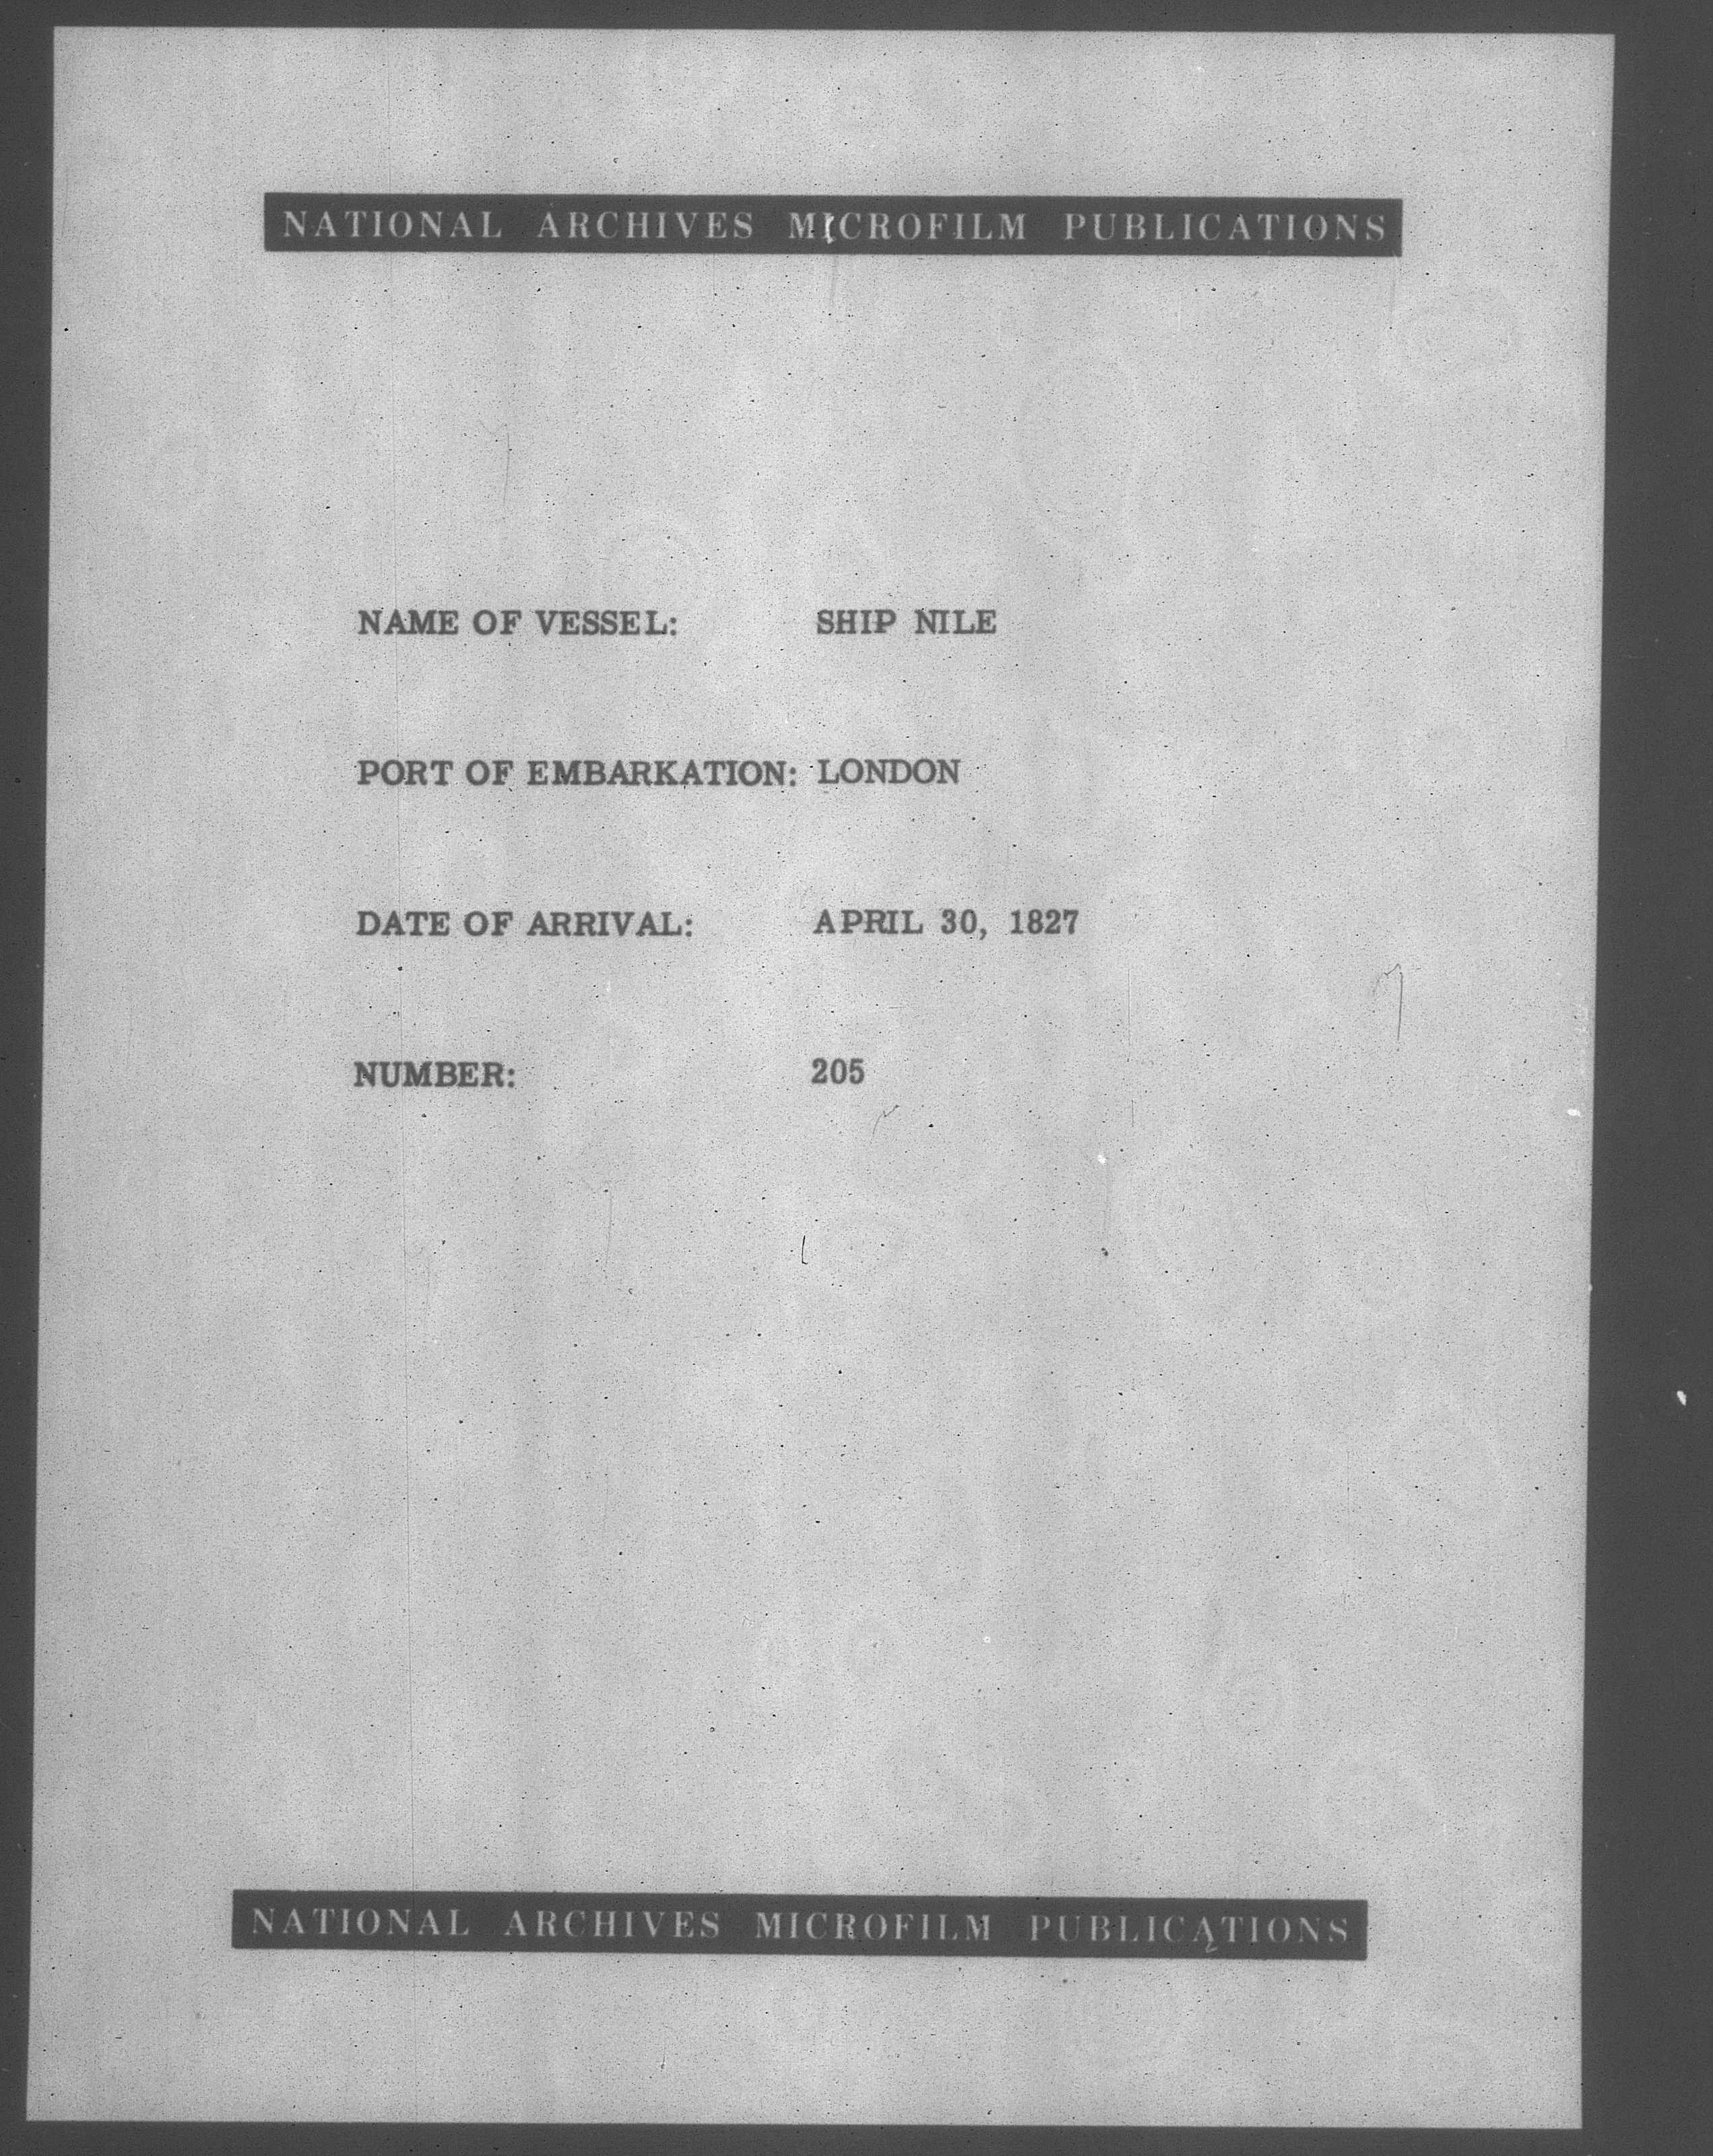 NATIONAL ARCHIVES MICROFILM PUBLICATIONS
NAME OF VESSEL: SHIP NILE
PORT OF EMBARKATION: LONDON
DATE OF ARRIVAL: APRIL 30, 1827
NUMBER: 205
NATIONAL ARCHIVES MICROFILM PUBLICATIONS